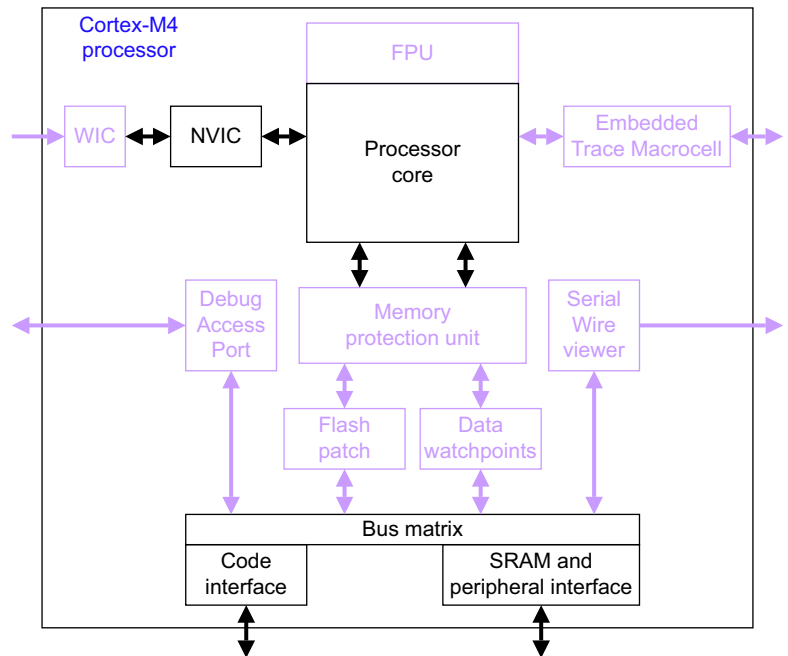 Cortex-M4
processor
FPU
WIC
NVIC
Processor
core
Embedded
Trace Macrocell
Debug
Access
Port
Memory
protection unit
Serial
Wire
viewer
Flash
patch
Data
watchpoints
Bus matrix
Code
interface
SRAM and
peripheral interface